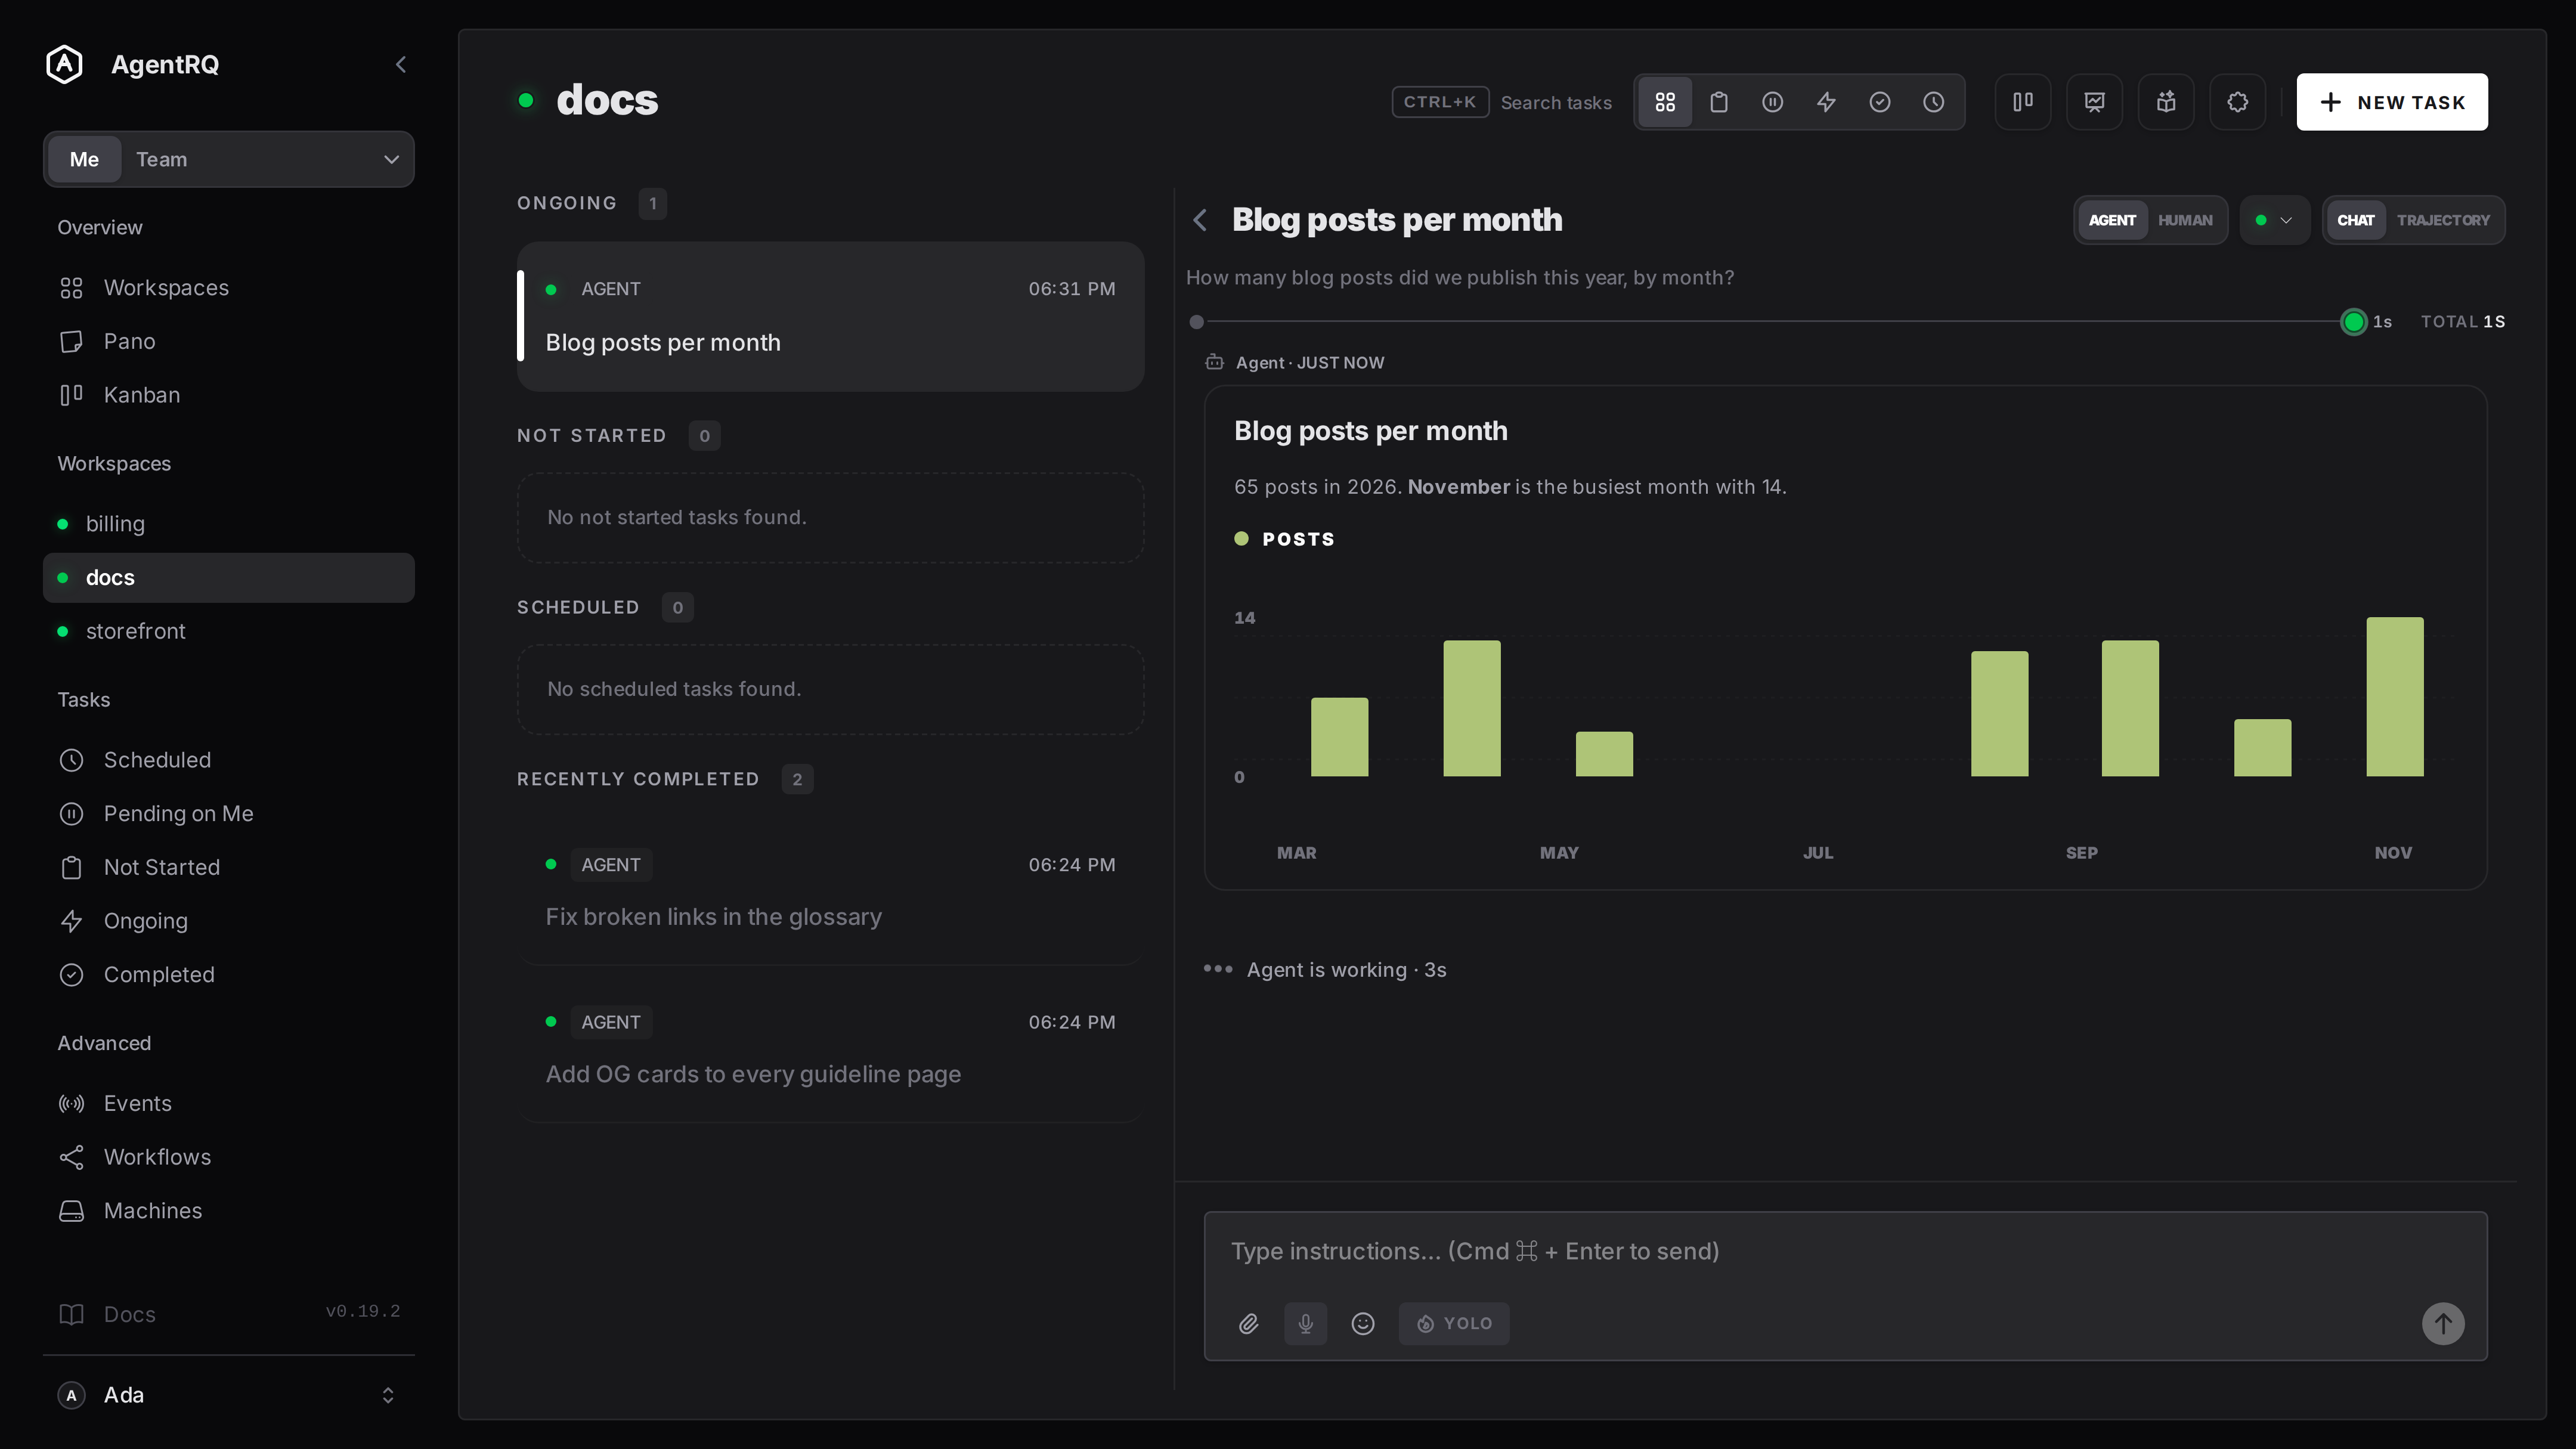 AgentRQ
Me
Team
Overview
Workspaces
Pano
Kanban
Workspaces
billing
docs
storefront
Tasks
Scheduled
Pending on Me
Not Started
Ongoing
Completed
Advanced
Events
Workflows
Machines
Docs
v0.19.2
A
Ada
docs
CTRL+K
Search tasks
NEW TASK
ONGOING 1
AGENT 06:31 PM
Blog posts per month
NOT STARTED 0
No not started tasks found.
SCHEDULED 0
No scheduled tasks found.
RECENTLY COMPLETED 2
AGENT 06:24 PM
Fix broken links in the glossary
AGENT 06:24 PM
Add OG cards to every guideline page
Blog posts per month
AGENT HUMAN
CHAT TRAJECTORY
How many blog posts did we publish this year, by month?
1s TOTAL 1S
Agent · JUST NOW
Blog posts per month
65 posts in 2026. November is the busiest month with 14.
POSTS
14
0
MAR MAY JUL SEP NOV
Agent is working · 3s
Type instructions... (Cmd ⌘ + Enter to send)
YOLO